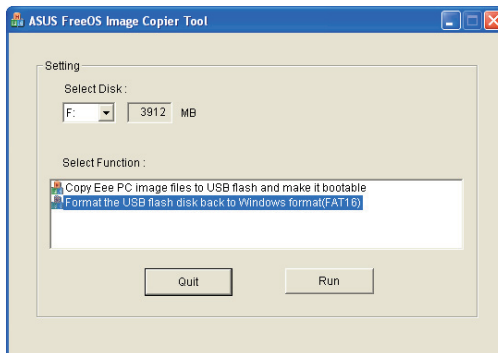 ASUS FreeOS Image Copier Tool
Setting
Select Disk :
F: 3912 MB
Select Function :
Copy Eee PC image files to USB flash and make it bootable
Format the USB flash disk back to Windows format(FAT16)
Quit Run